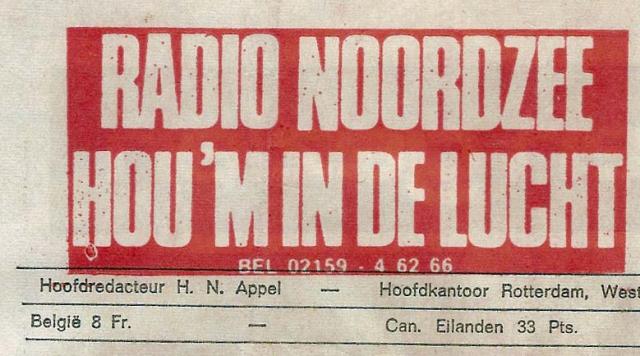 RADIO NOORDZEE
HOU'M IN DE LUCHT
BEL 02159 - 4 62 66
Hoofdredacteur H. N. Appel — Hoofdkantoor Rotterdam, West
België 8 Fr. — Can. Eilanden 33 Pts.